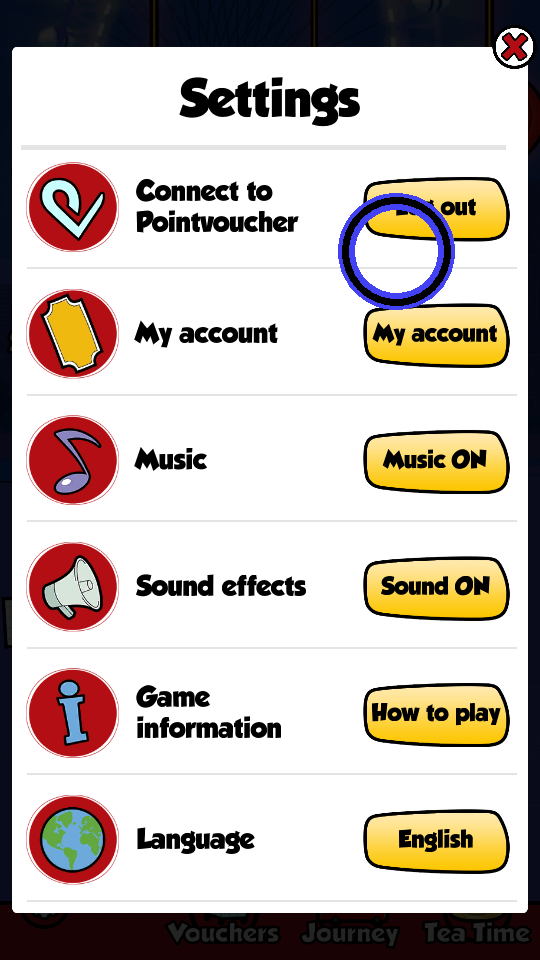 Settings
Connect to
Pointvoucher
Log out
My account
My account
Music
Music ON
Sound effects
Sound ON
Game
information
How to play
Language
English
Vouchers
Journey
Tea Time